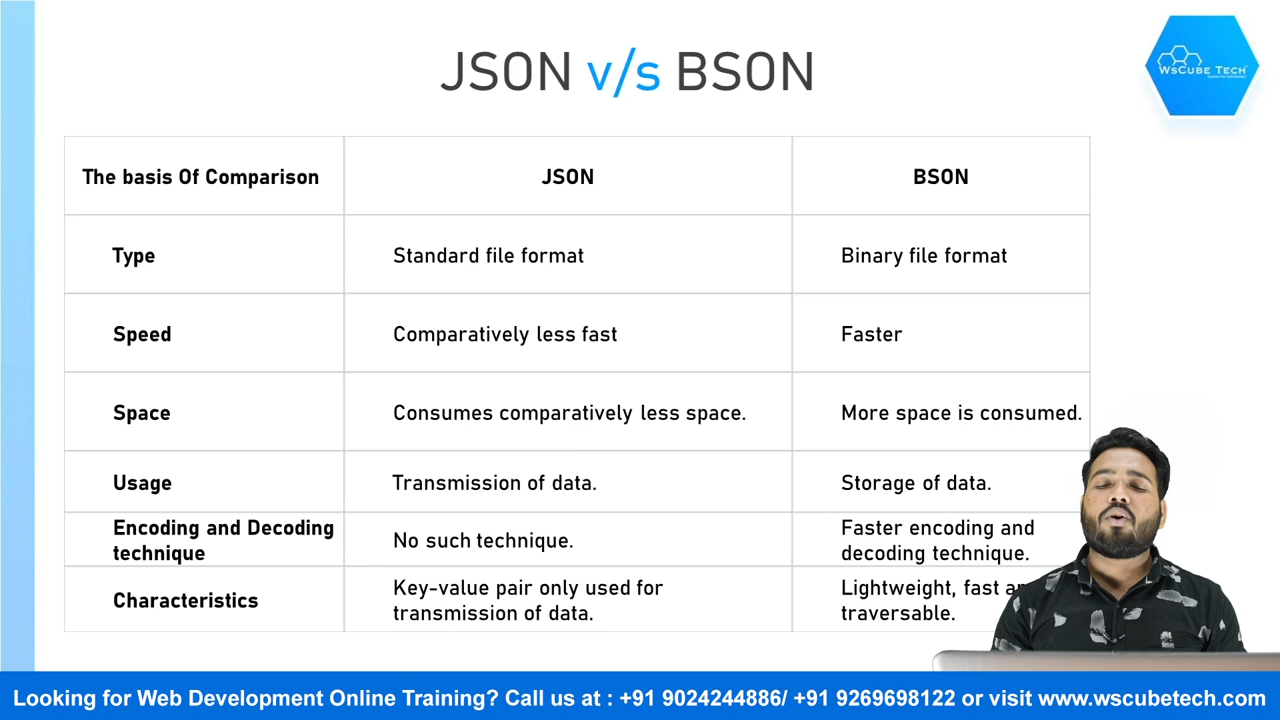 JSON v/s BSON
WsCube Tech
The basis Of Comparison
JSON
BSON
Type
Standard file format
Binary file format
Speed
Comparatively less fast
Faster
Space
Consumes comparatively less space.
More space is consumed.
Usage
Transmission of data.
Storage of data.
Encoding and Decoding
technique
No such technique.
Faster encoding and
decoding technique.
Characteristics
Key-value pair only used for
transmission of data.
Lightweight, fast
traversable.
Looking for Web Development Online Training? Call us at : +91 9024244886/ +91 9269698122 or visit www.wscubetech.com